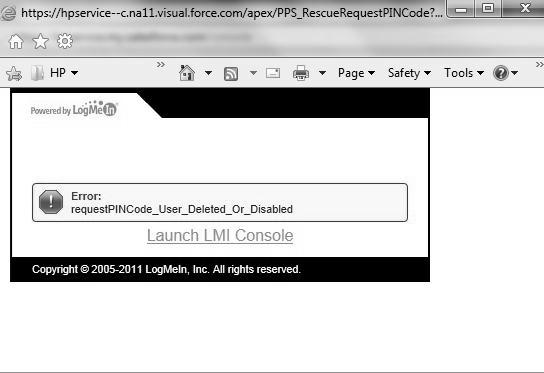 https://hpservice--c.na11.visual.force.com/apex/PPS_RescueRequestPINCode?...
HP
Page
Safety
Tools
Powered by LogMeIn
Error:
requestPINCode_User_Deleted_Or_Disabled
Launch LMI Console
Copyright © 2005-2011 LogMeIn, Inc. All rights reserved.